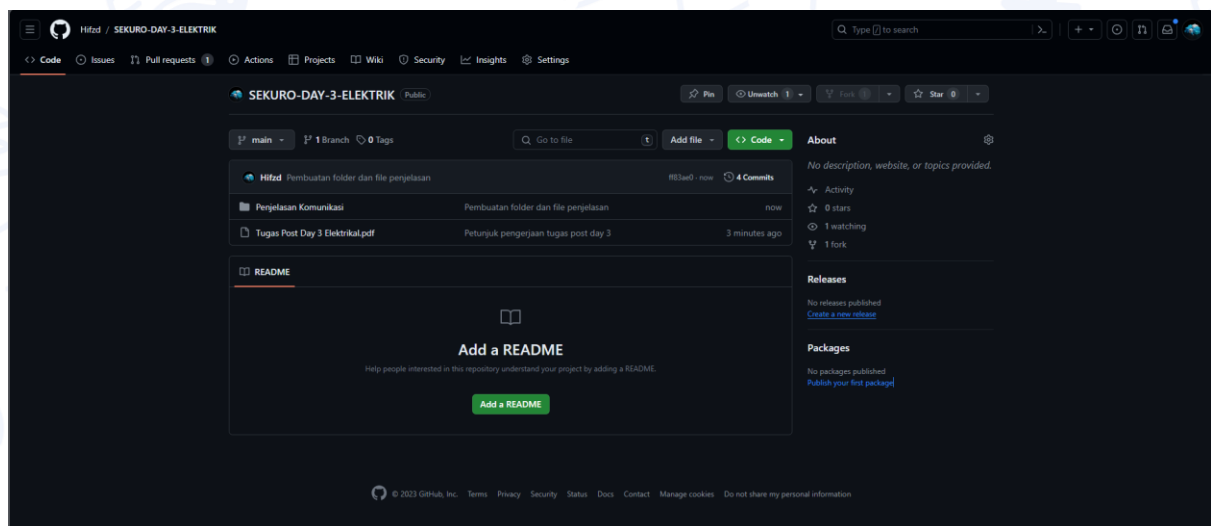 Hifzd / SEKURO-DAY-3-ELEKTRIK
Type / to search
Code Issues Pull requests 1 Actions Projects Wiki Security Insights Settings
SEKURO-DAY-3-ELEKTRIK Public
Pin Unwatch 1 Fork 1 Star 0
main 1 Branch 0 Tags Go to file t Add file Code
Hifzd Pembuatan folder dan file penjelasan ff83ae0 · now 4 Commits
Penjelasan Komunikasi Pembuatan folder dan file penjelasan now
Tugas Post Day 3 Elektrikal.pdf Petunjuk pengerjaan tugas post day 3 3 minutes ago
README
Add a README
Help people interested in this repository understand your project by adding a README.
Add a README
About
No description, website, or topics provided.
Activity
0 stars
1 watching
1 fork
Releases
No releases published
Create a new release
Packages
No packages published
Publish your first package
© 2023 GitHub, Inc. Terms Privacy Security Status Docs Contact Manage cookies Do not share my personal information